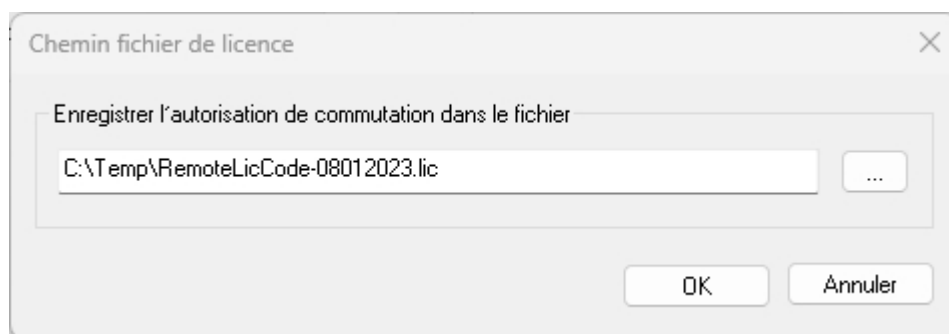 Chemin fichier de licence
Enregistrer l'autorisation de commutation dans le fichier
C:\Temp\RemoteLicCode-08012023.lic
...
OK
Annuler